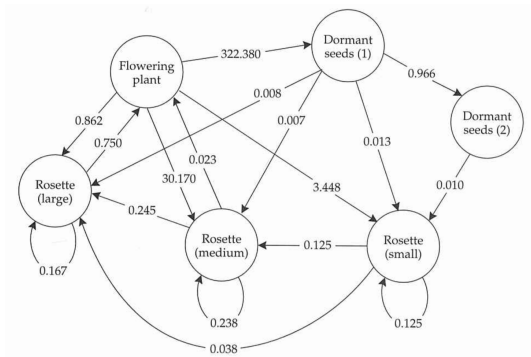 Dormant
seeds (1)
322.380
Flowering
plant
0.966
0.008
Dormant
seeds (2)
0.862
0.007
0.750
0.013
0.023
30.170
3.448
0.010
Rosette
(large)
0.245
Rosette
(medium)
0.125
Rosette
(small)
0.167
0.238
0.125
0.038